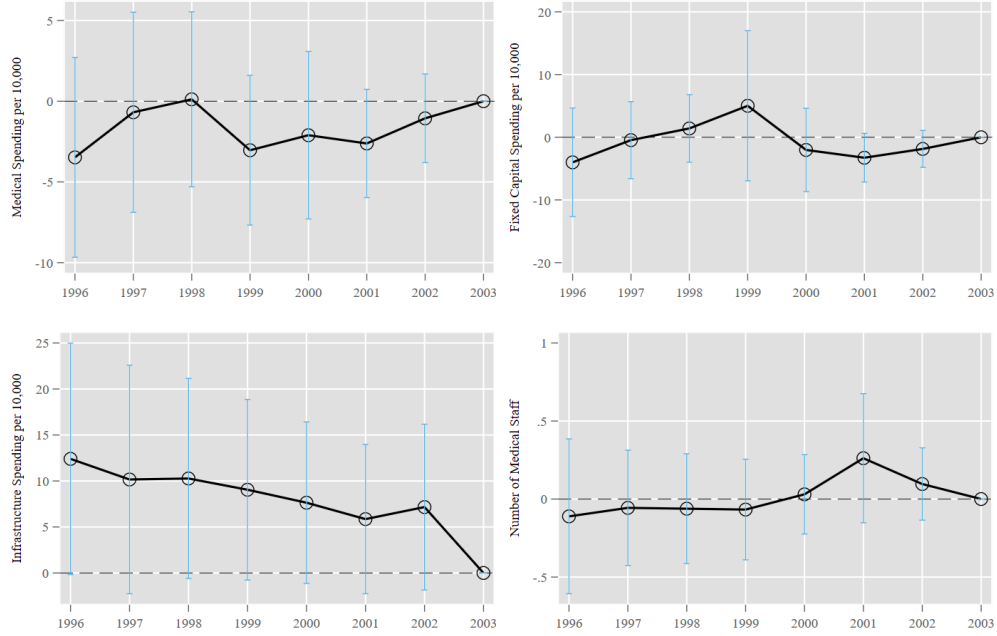 Medical Spending per 10,000
5
0
-5
-10
1996 1997 1998 1999 2000 2001 2002 2003
Fixed Capital Spending per 10,000
20
10
0
-10
-20
1996 1997 1998 1999 2000 2001 2002 2003
Infrastructure Spending per 10,000
25
20
15
10
5
0
1996 1997 1998 1999 2000 2001 2002 2003
Number of Medical Staff
1
.5
0
-.5
1996 1997 1998 1999 2000 2001 2002 2003